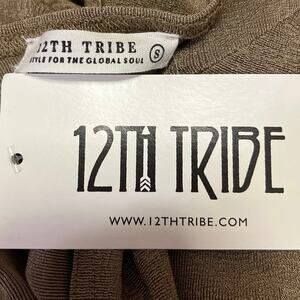 12TH TRIBE
STYLE FOR THE GLOBAL SOUL
S
12TH TRIBE
WWW.12THTRIBE.COM